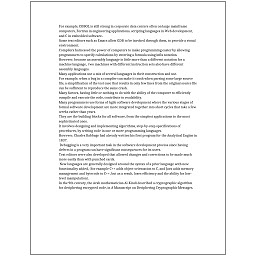 For example COBOL is still strong in corporate data centers often on large mainframe
computers, Fortran in engineering applications, scripting languages in Web development,
and C in embedded software.
Some text editors such as Emacs allow GDB to be invoked through them, to provide a visual
environment.
Compilers harnessed the power of computers to make programming easier by allowing
programmers to specify calculations by entering a formula using infix notation.
However, because an assembly language is little more than a different notation for a
machine language, two machines with different instruction sets also have different
assembly languages.
Many applications use a mix of several languages in their construction and use.
For example, when a bug in a compiler can make it crash when parsing some large source
file, a simplification of the test case that results in only few lines from the original source file
can be sufficient to reproduce the same crash.
Many factors, having little or nothing to do with the ability of the computer to efficiently
compile and execute the code, contribute to readability.
Many programmers use forms of Agile software development where the various stages of
formal software development are more integrated together into short cycles that take a few
weeks rather than years.
They are the building blocks for all software, from the simplest applications to the most
sophisticated ones.
It involves designing and implementing algorithms, step-by-step specifications of
procedures, by writing code in one or more programming languages.
However, Charles Babbage had already written his first program for the Analytical Engine in
1837.
Debugging is a very important task in the software development process since having
defects in a program can have significant consequences for its users.
Text editors were also developed that allowed changes and corrections to be made much
more easily than with punched cards.
New languages are generally designed around the syntax of a prior language with new
functionality added, (for example C++ adds object-orientation to C, and Java adds memory
management and bytecode to C++, but as a result, loses efficiency and the ability for low-
level manipulation).
In the 9th century, the Arab mathematician Al-Kindi described a cryptographic algorithm
for deciphering encrypted code, in A Manuscript on Deciphering Cryptographic Messages.